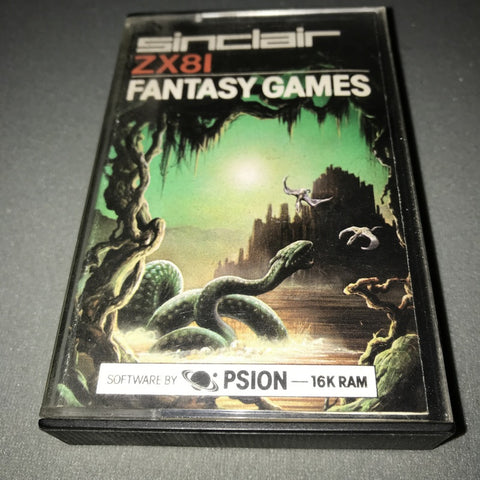 sinclair
ZX81
FANTASY GAMES
SOFTWARE BY PSION — 16K RAM